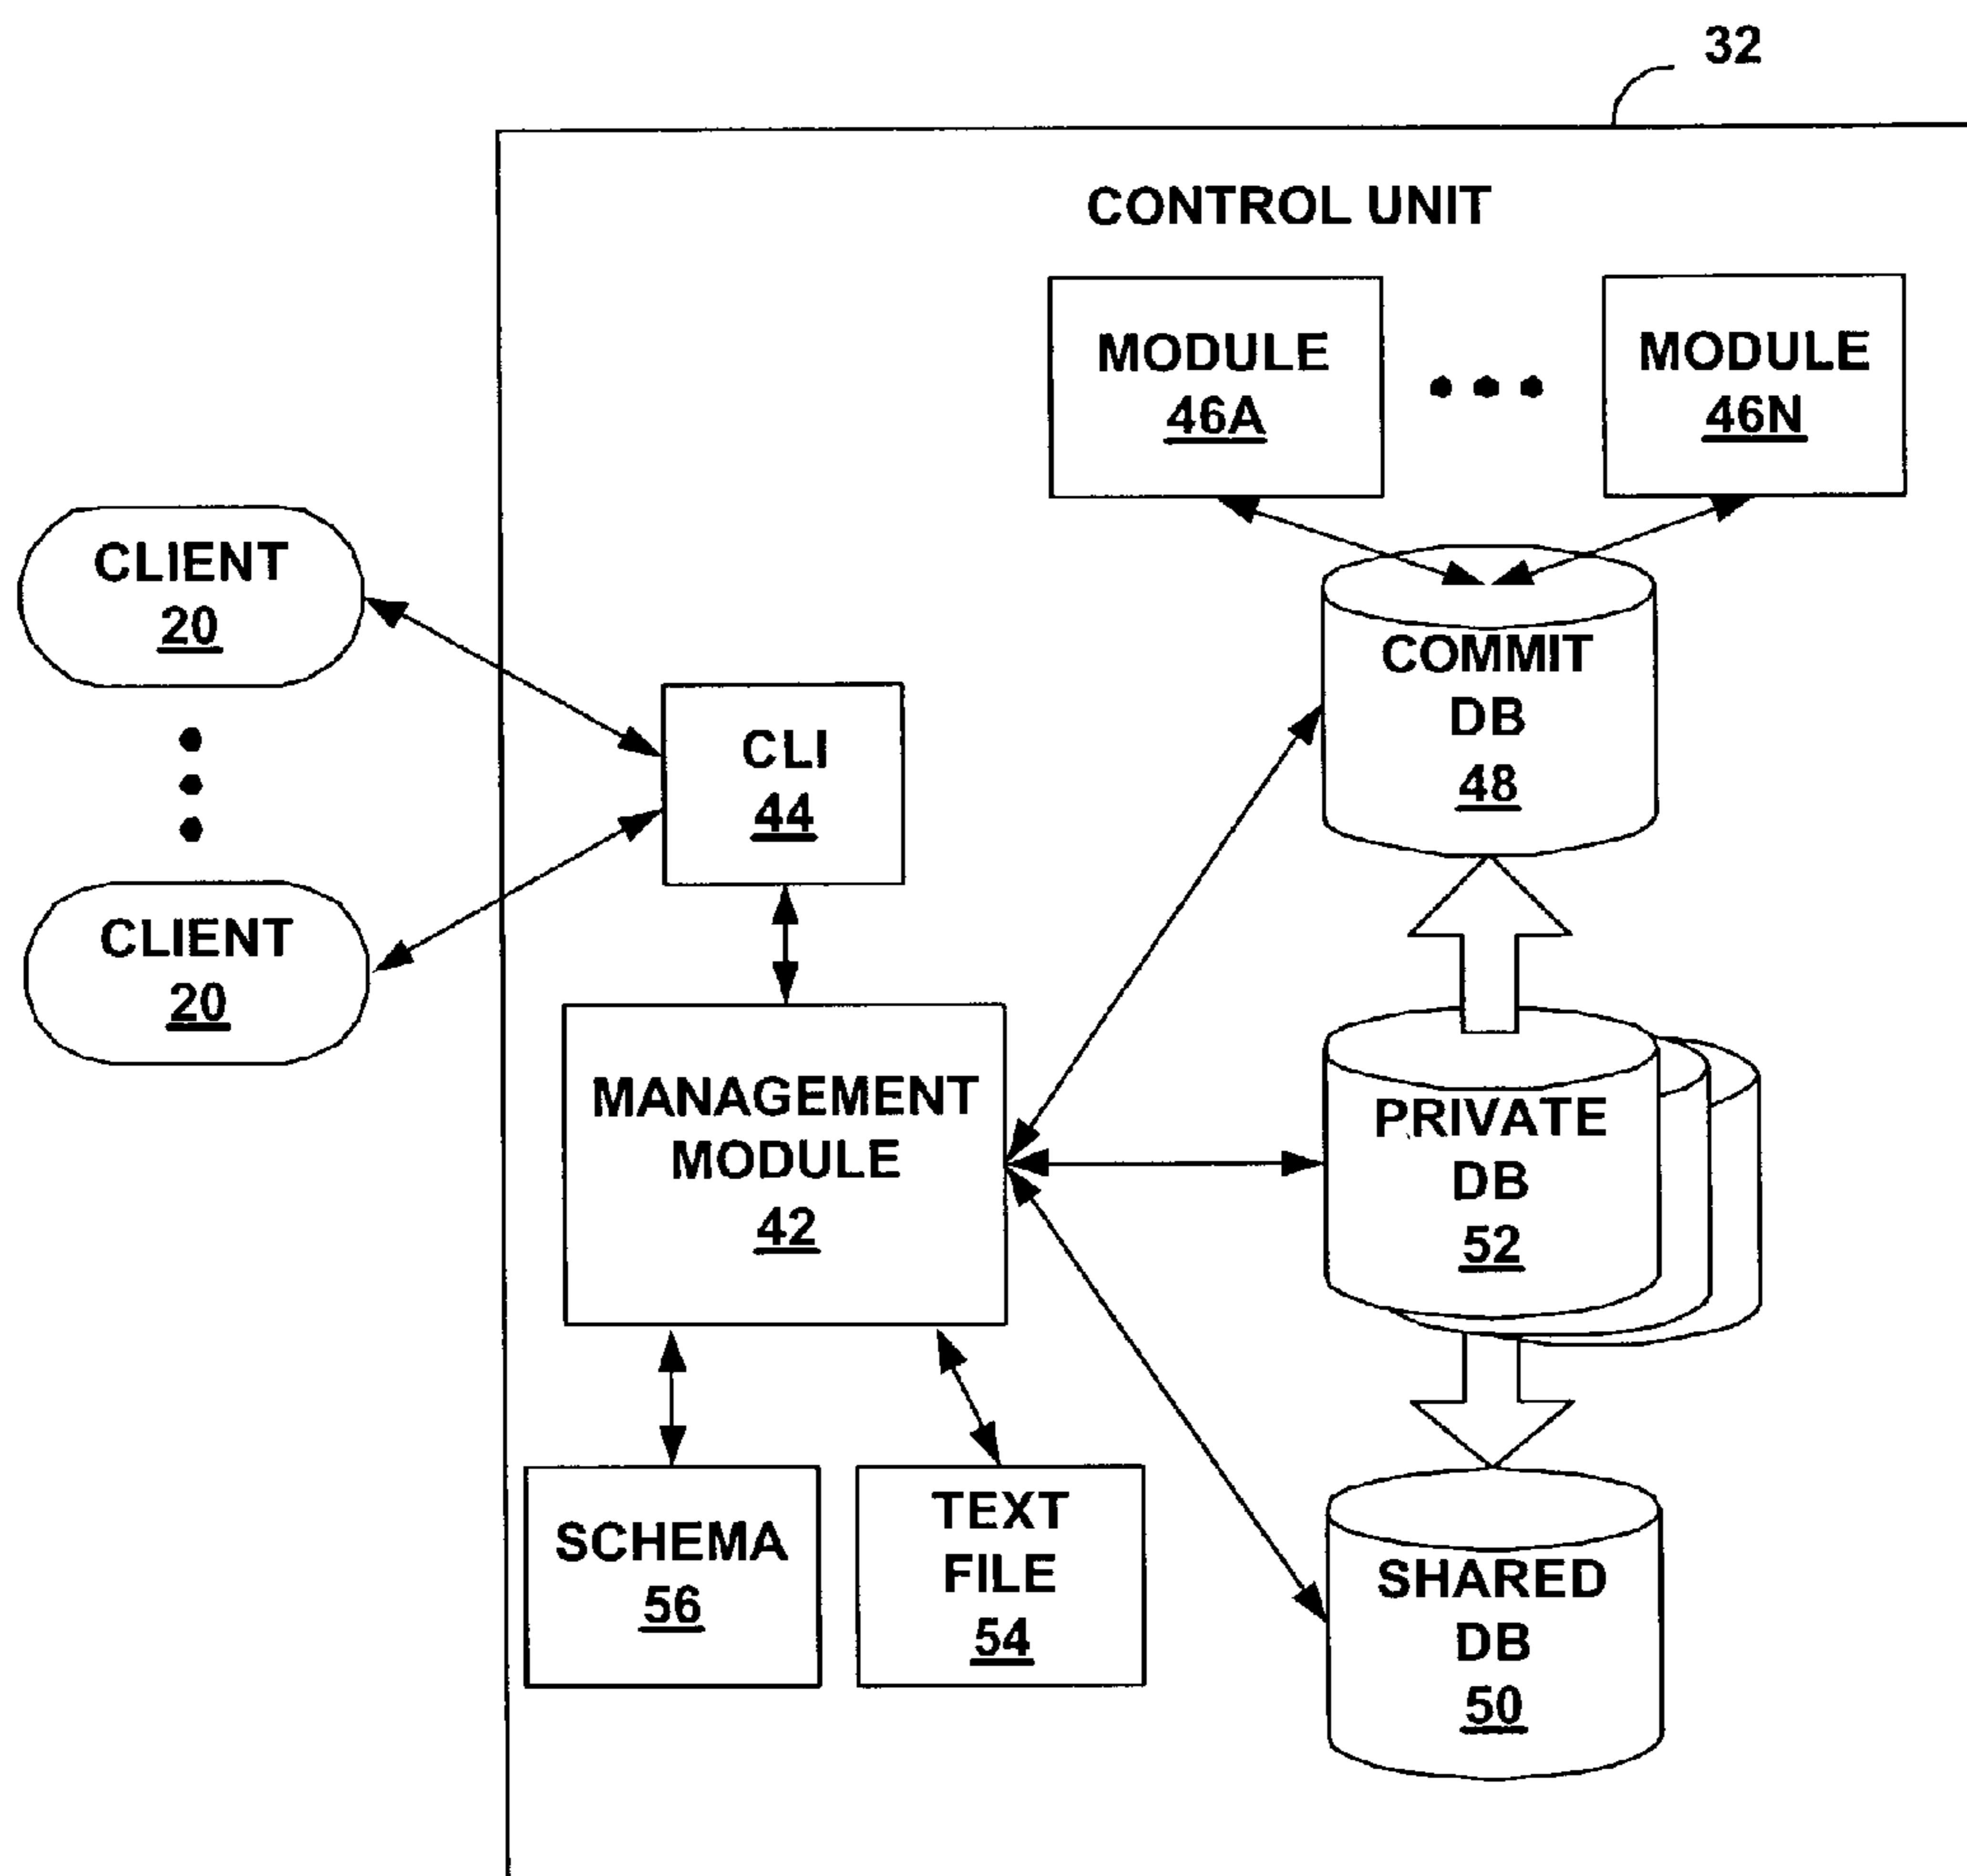 32
CONTROL UNIT
MODULE
46A
MODULE
46N
CLIENT
20
CLIENT
20
CLI
44
COMMIT
DB
48
MANAGEMENT
MODULE
42
PRIVATE
DB
52
SCHEMA
56
TEXT
FILE
54
SHARED
DB
50